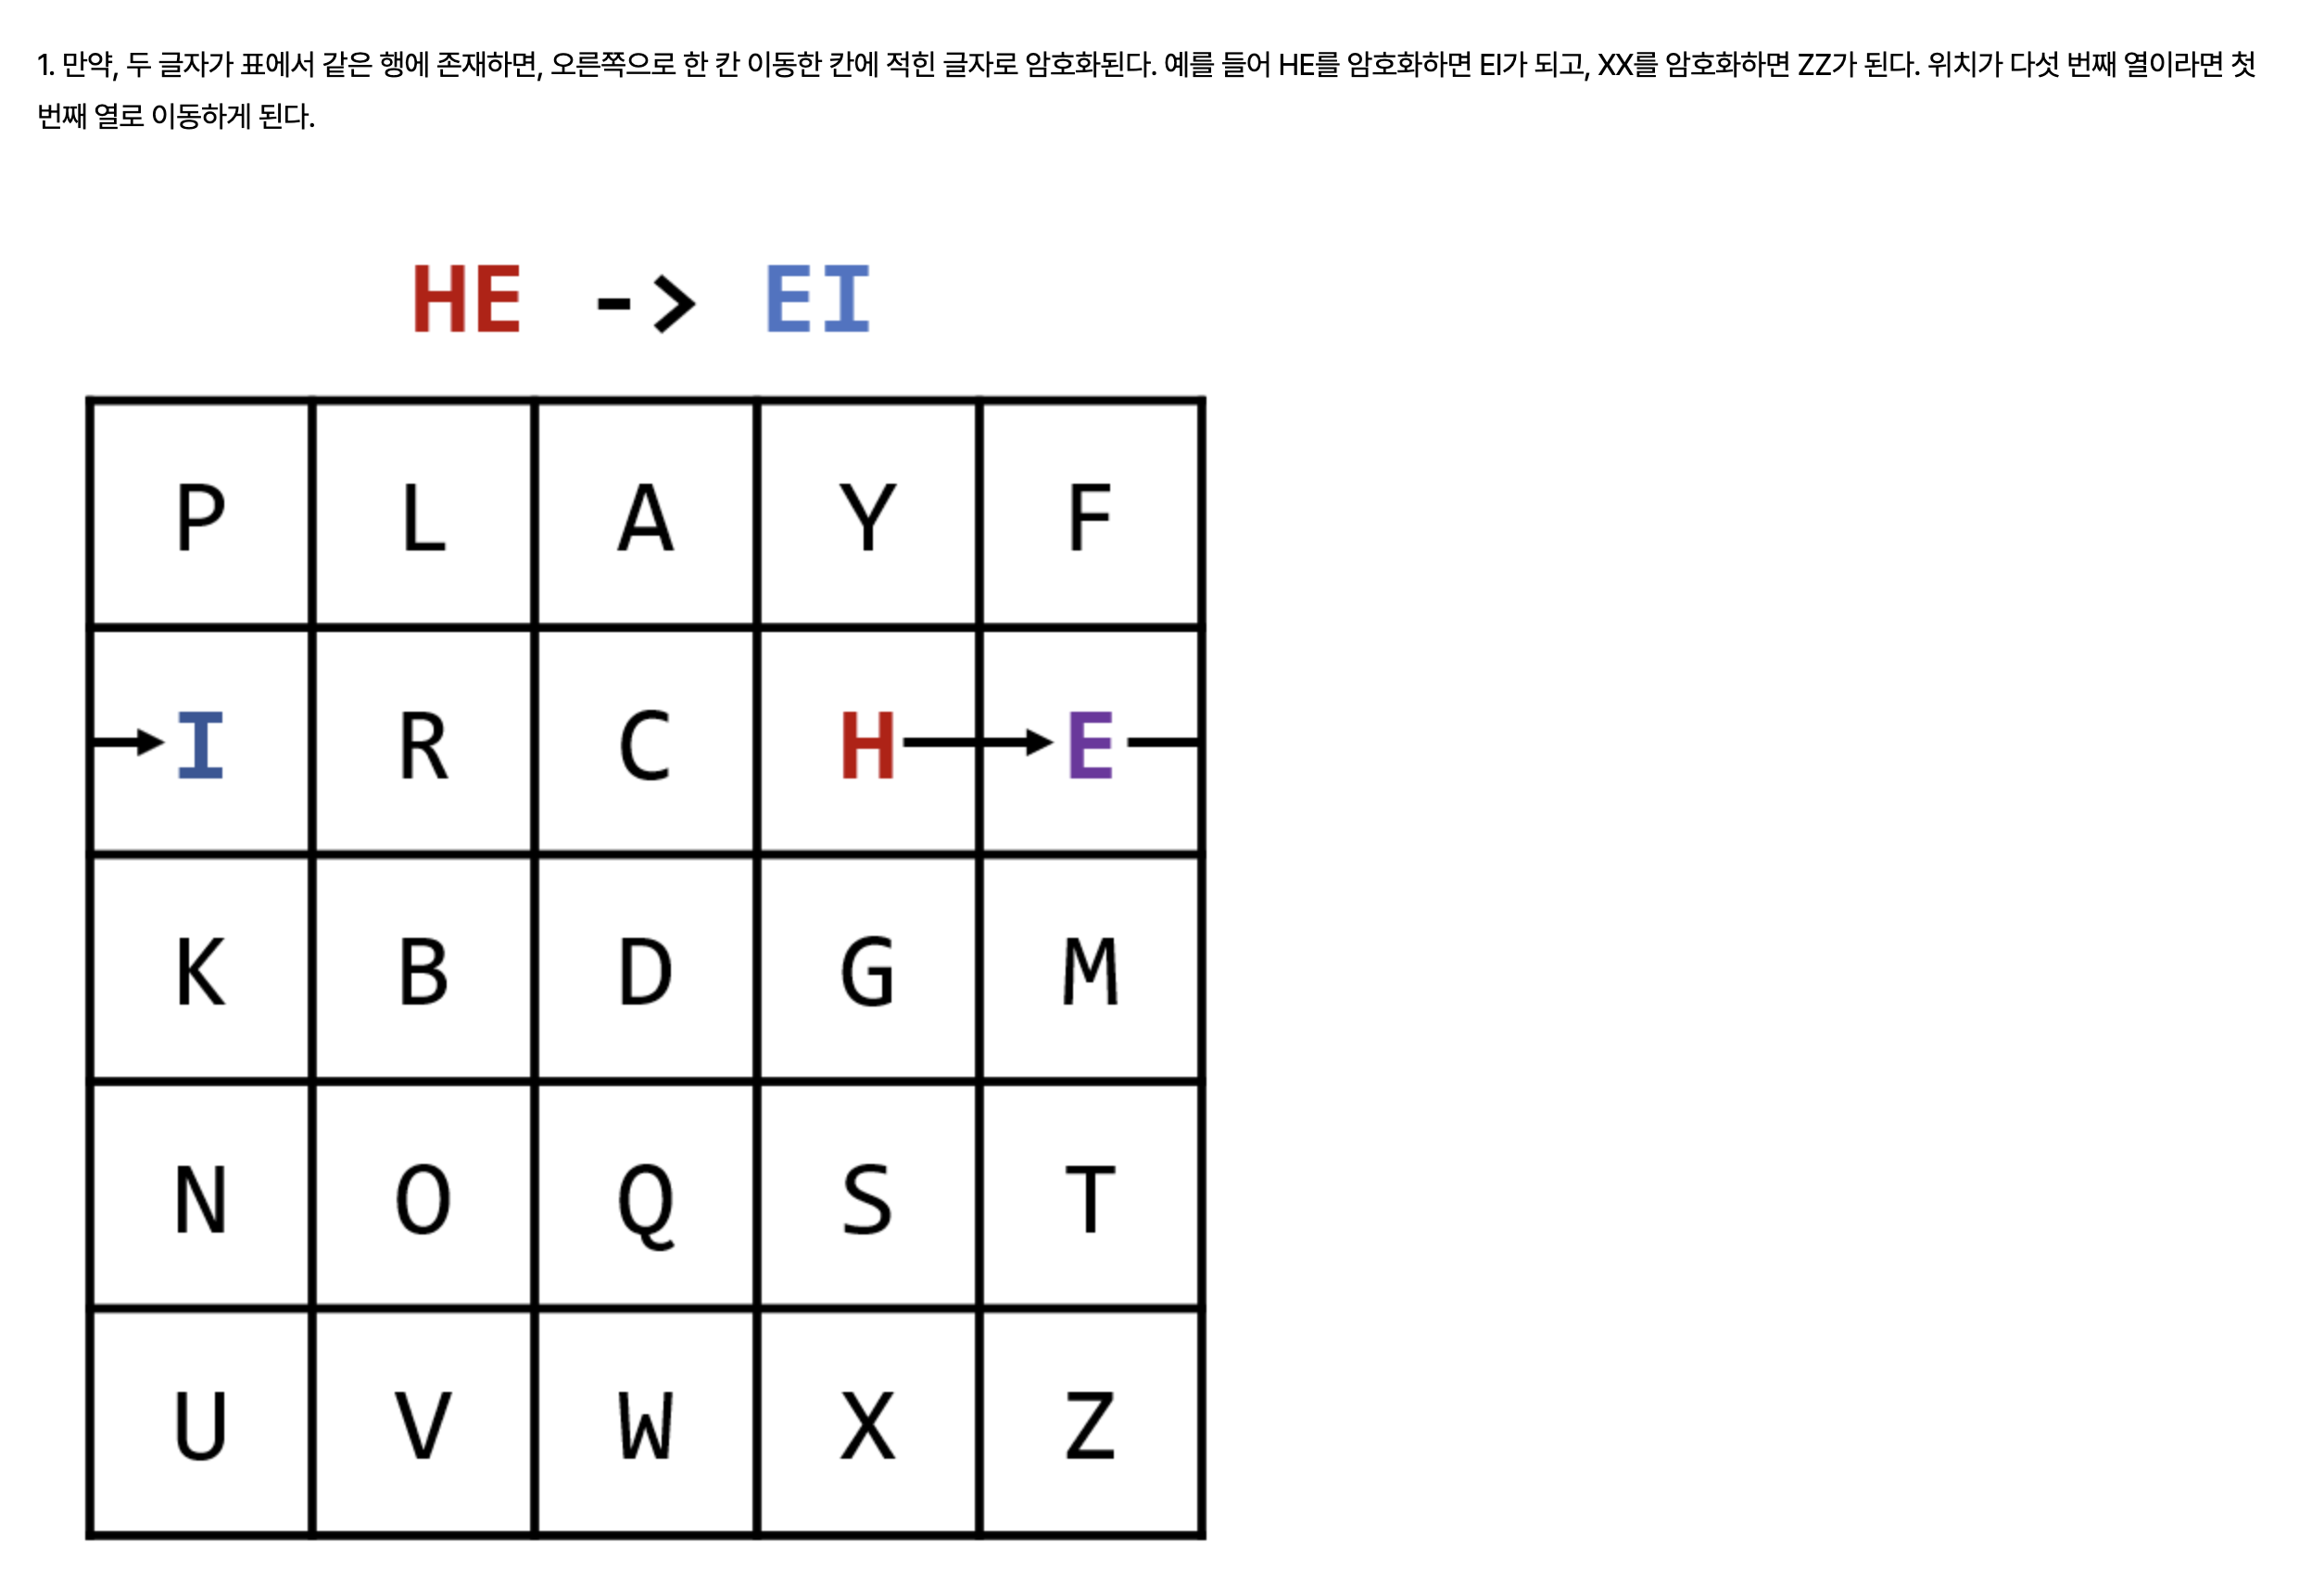 1. 만약, 두 글자가 표에서 같은 행에 존재하면, 오른쪽으로 한 칸 이동한 칸에 적힌 글자로 암호화된다. 예를 들어 HE를 암호화하면 EI가 되고, XX를 암호화하면 ZZ가 된다. 위치가 다섯 번째 열이라면 첫
번째 열로 이동하게 된다.
HE -> EI
P L A Y F
I R C H E
K B D G M
N O Q S T
U V W X Z